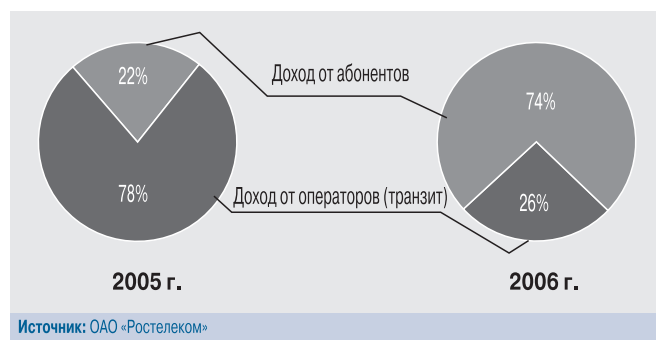 22%
Доход от абонентов
74%
78%
Доход от операторов (транзит)
26%
2005 г.
2006 г.
Источник: ОАО «Ростелеком»